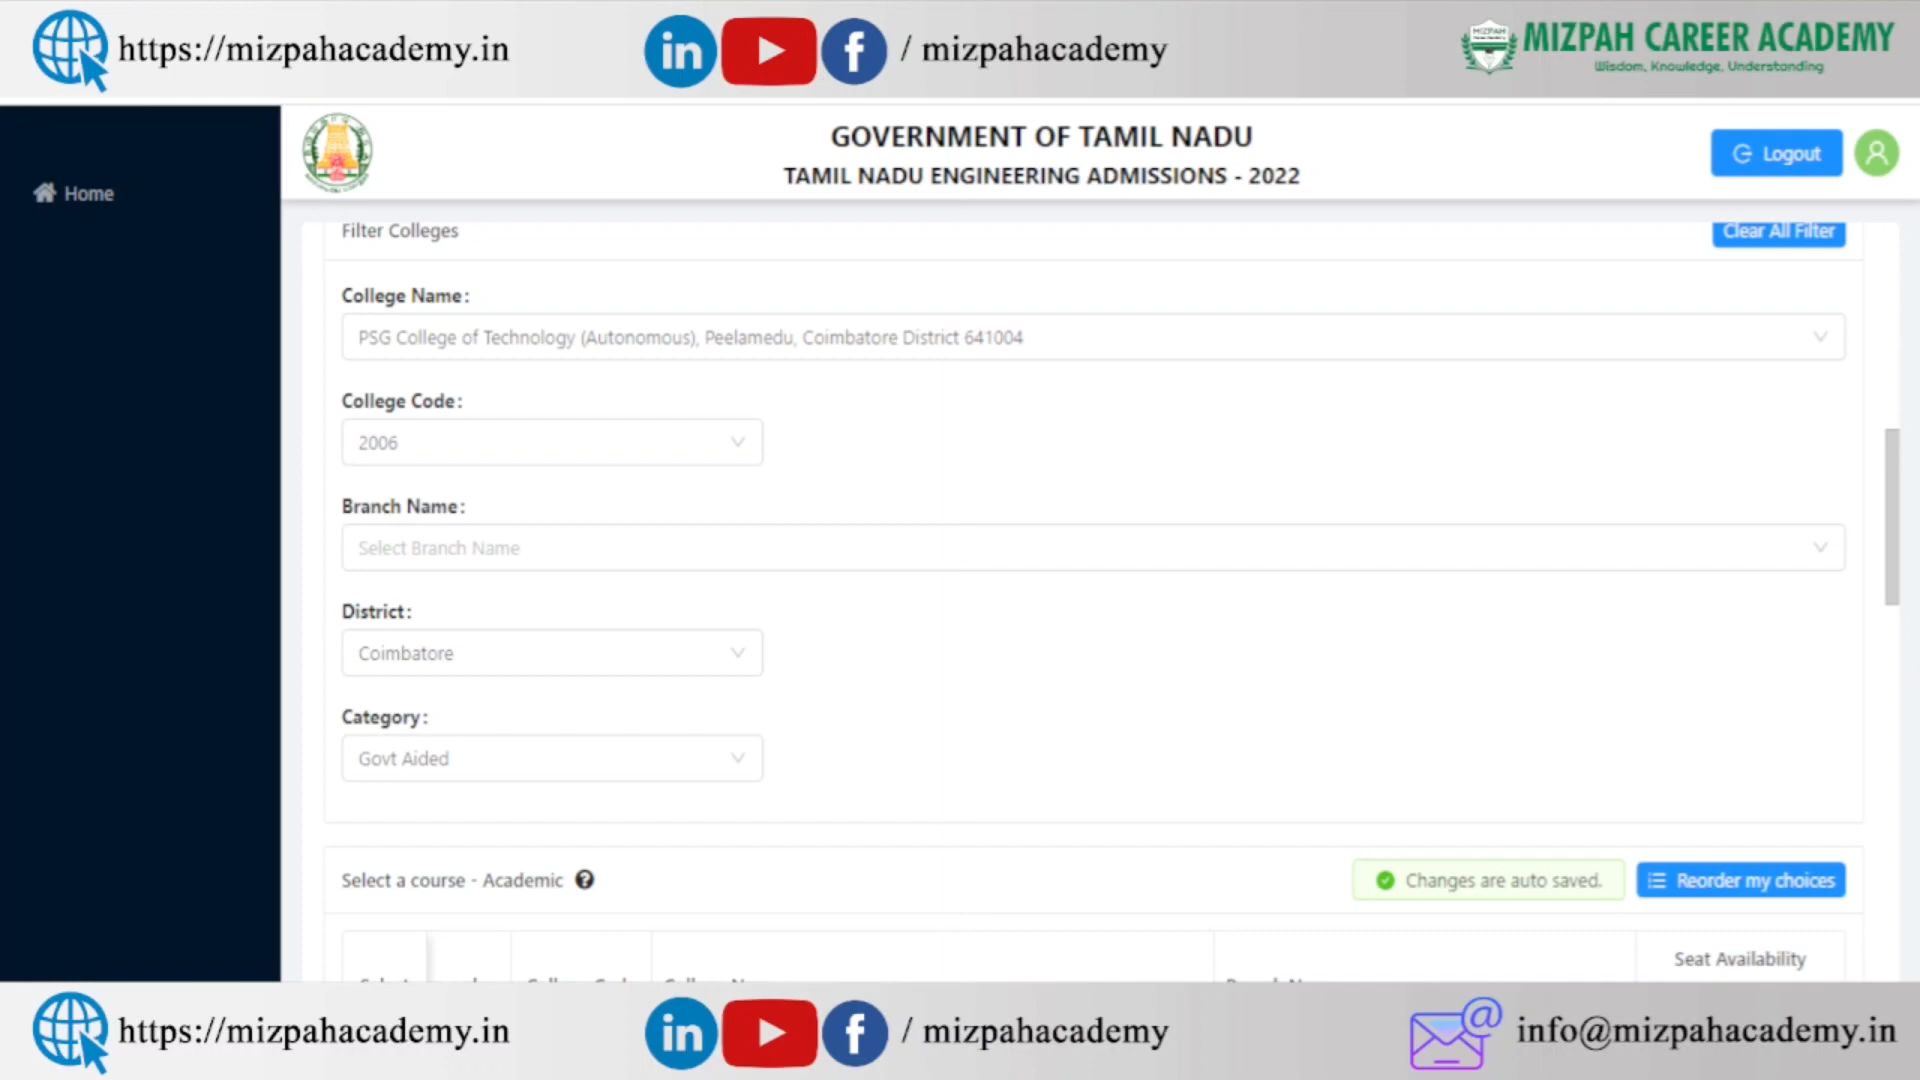 https://mizpahacademy.in
/ mizpahacademy
MIZPAH
MIZPAH CAREER ACADEMY
Wisdom, Knowledge, Understanding
Home
GOVERNMENT OF TAMIL NADU
TAMIL NADU ENGINEERING ADMISSIONS - 2022
Logout
Filter Colleges
Clear All Filter
College Name:
PSG College of Technology (Autonomous), Peelamedu, Coimbatore District 641004
College Code:
2006
Branch Name:
Select Branch Name
District:
Coimbatore
Category:
Govt Aided
Select a course - Academic
Changes are auto saved.
Reorder my choices
Seat Availability
https://mizpahacademy.in
/ mizpahacademy
info@mizpahacademy.in